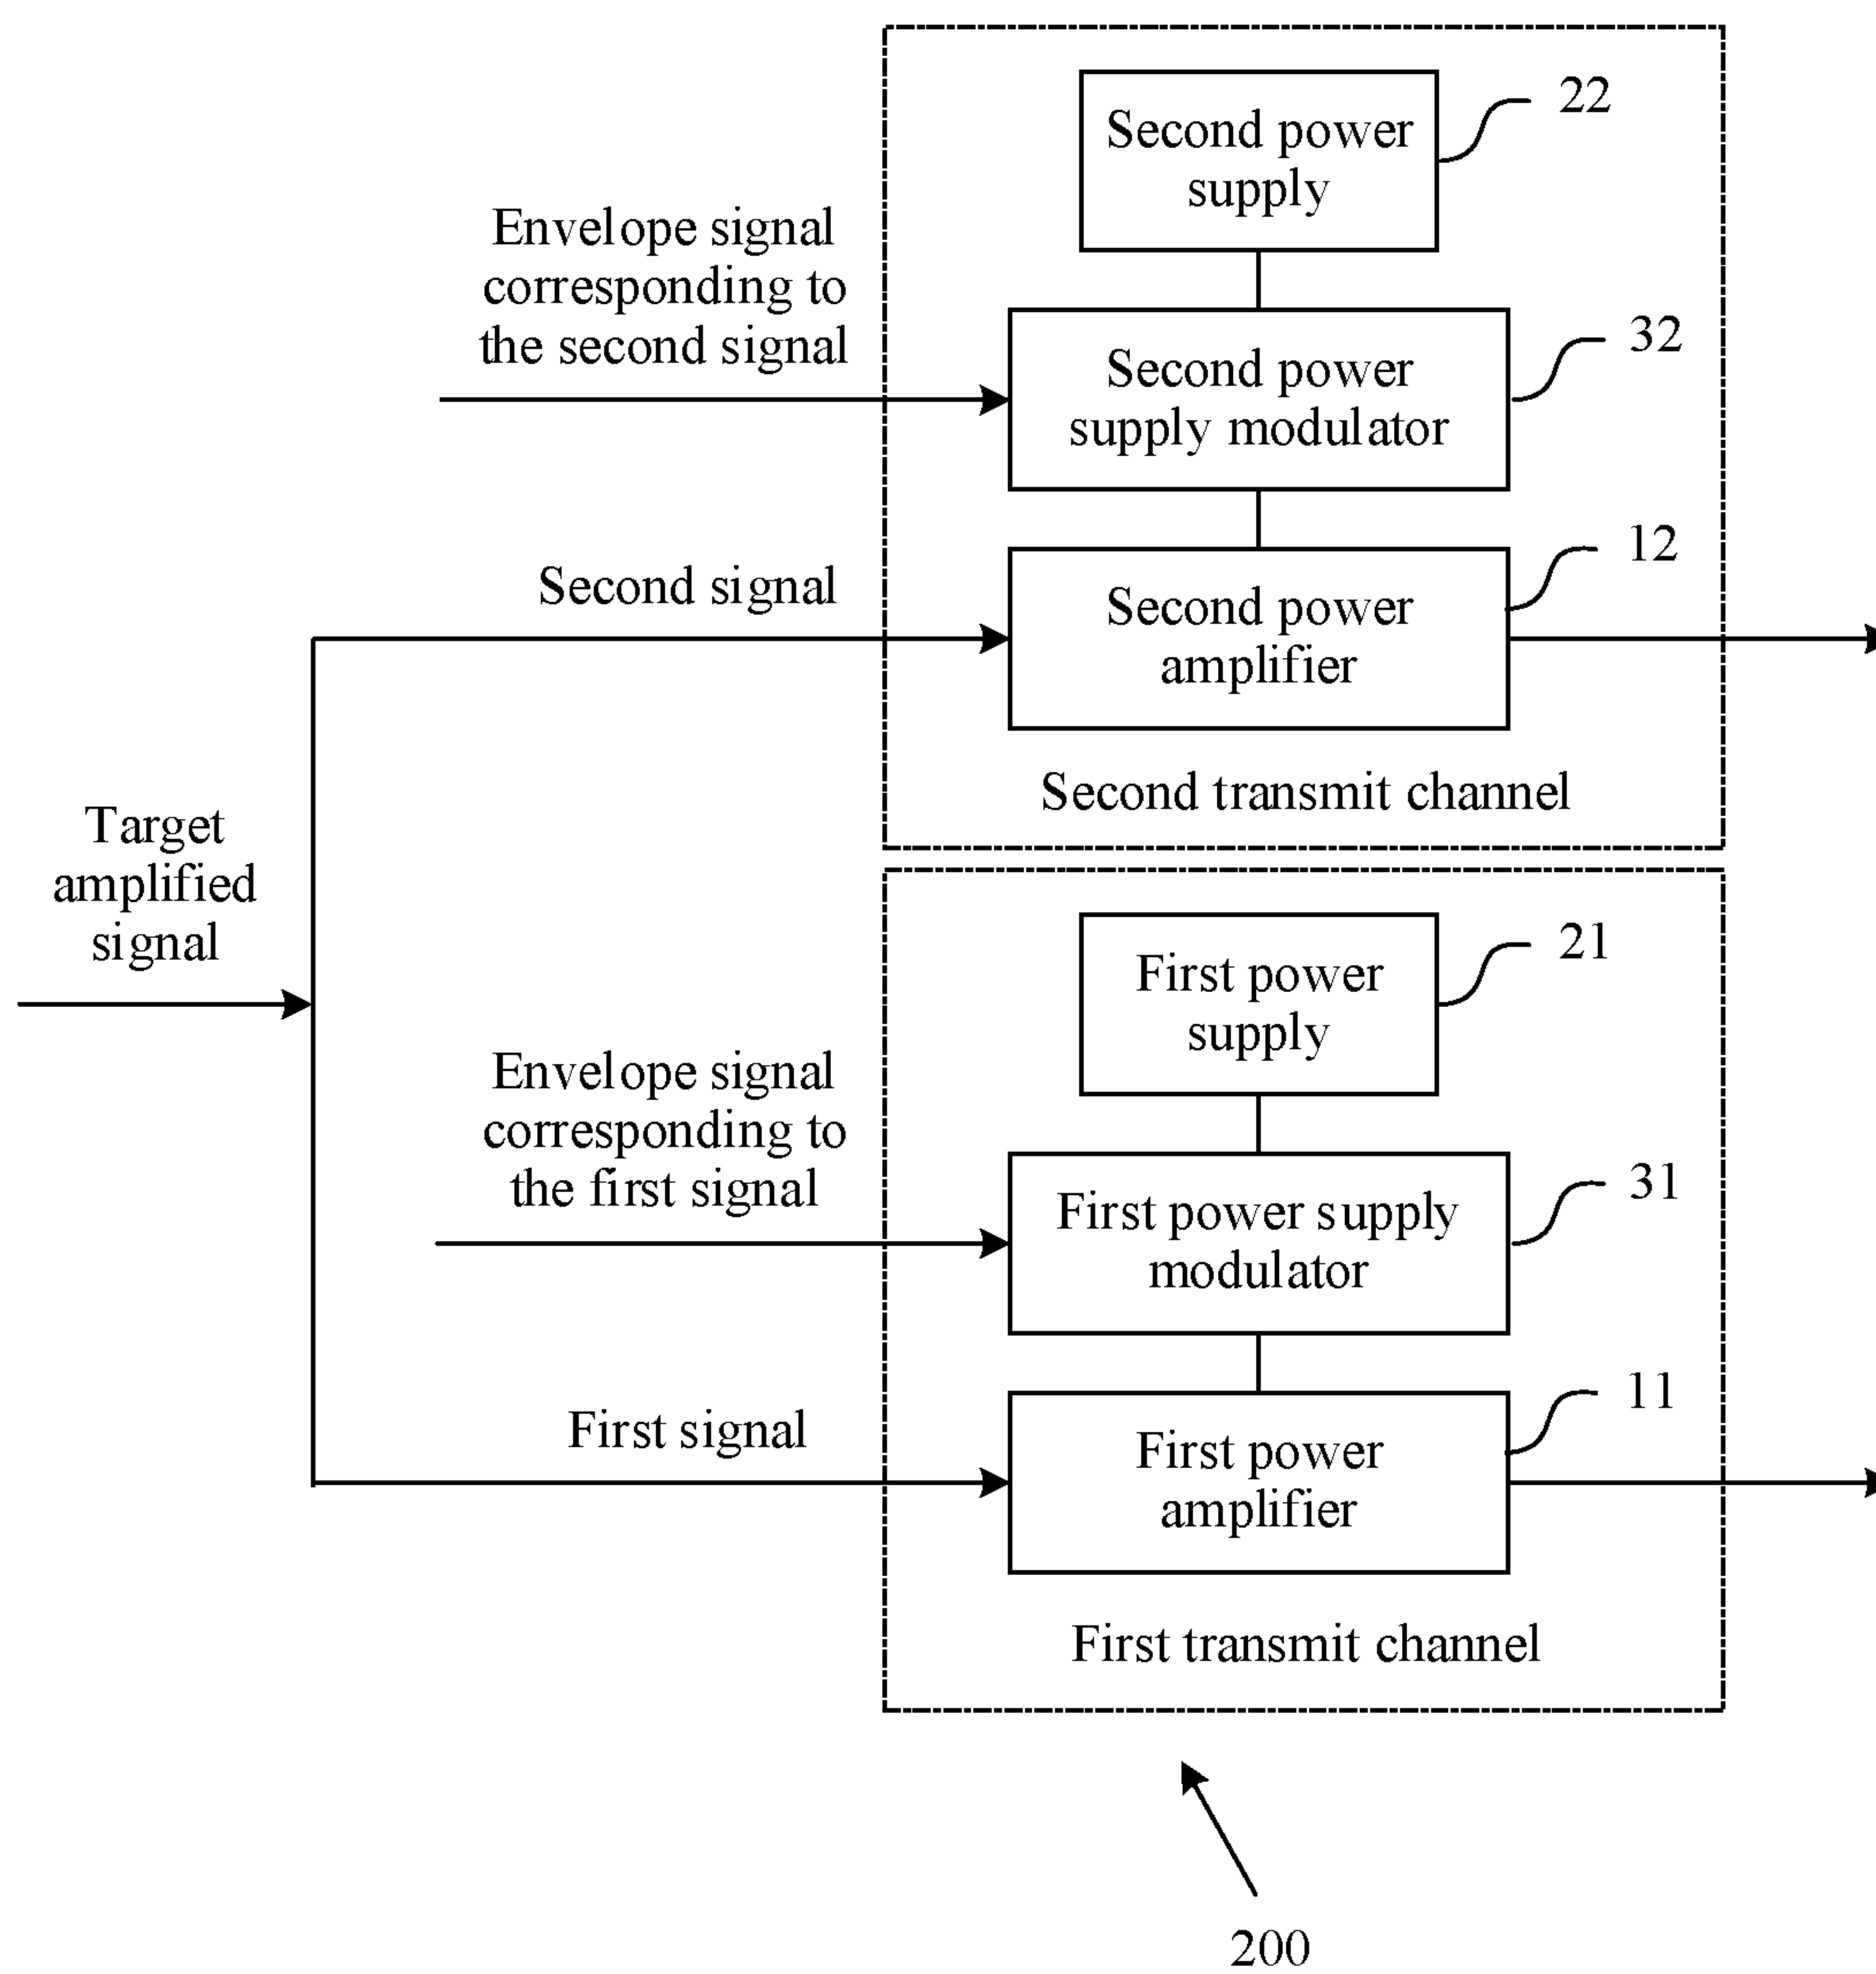 22
Second power
supply
Envelope signal
corresponding to
the second signal
32
Second power
supply modulator
12
Second signal
Second power
amplifier
Second transmit channel
Target
amplified
signal
21
First power
supply
Envelope signal
corresponding to
the first signal
31
First power supply
modulator
11
First signal
First power
amplifier
First transmit channel
200